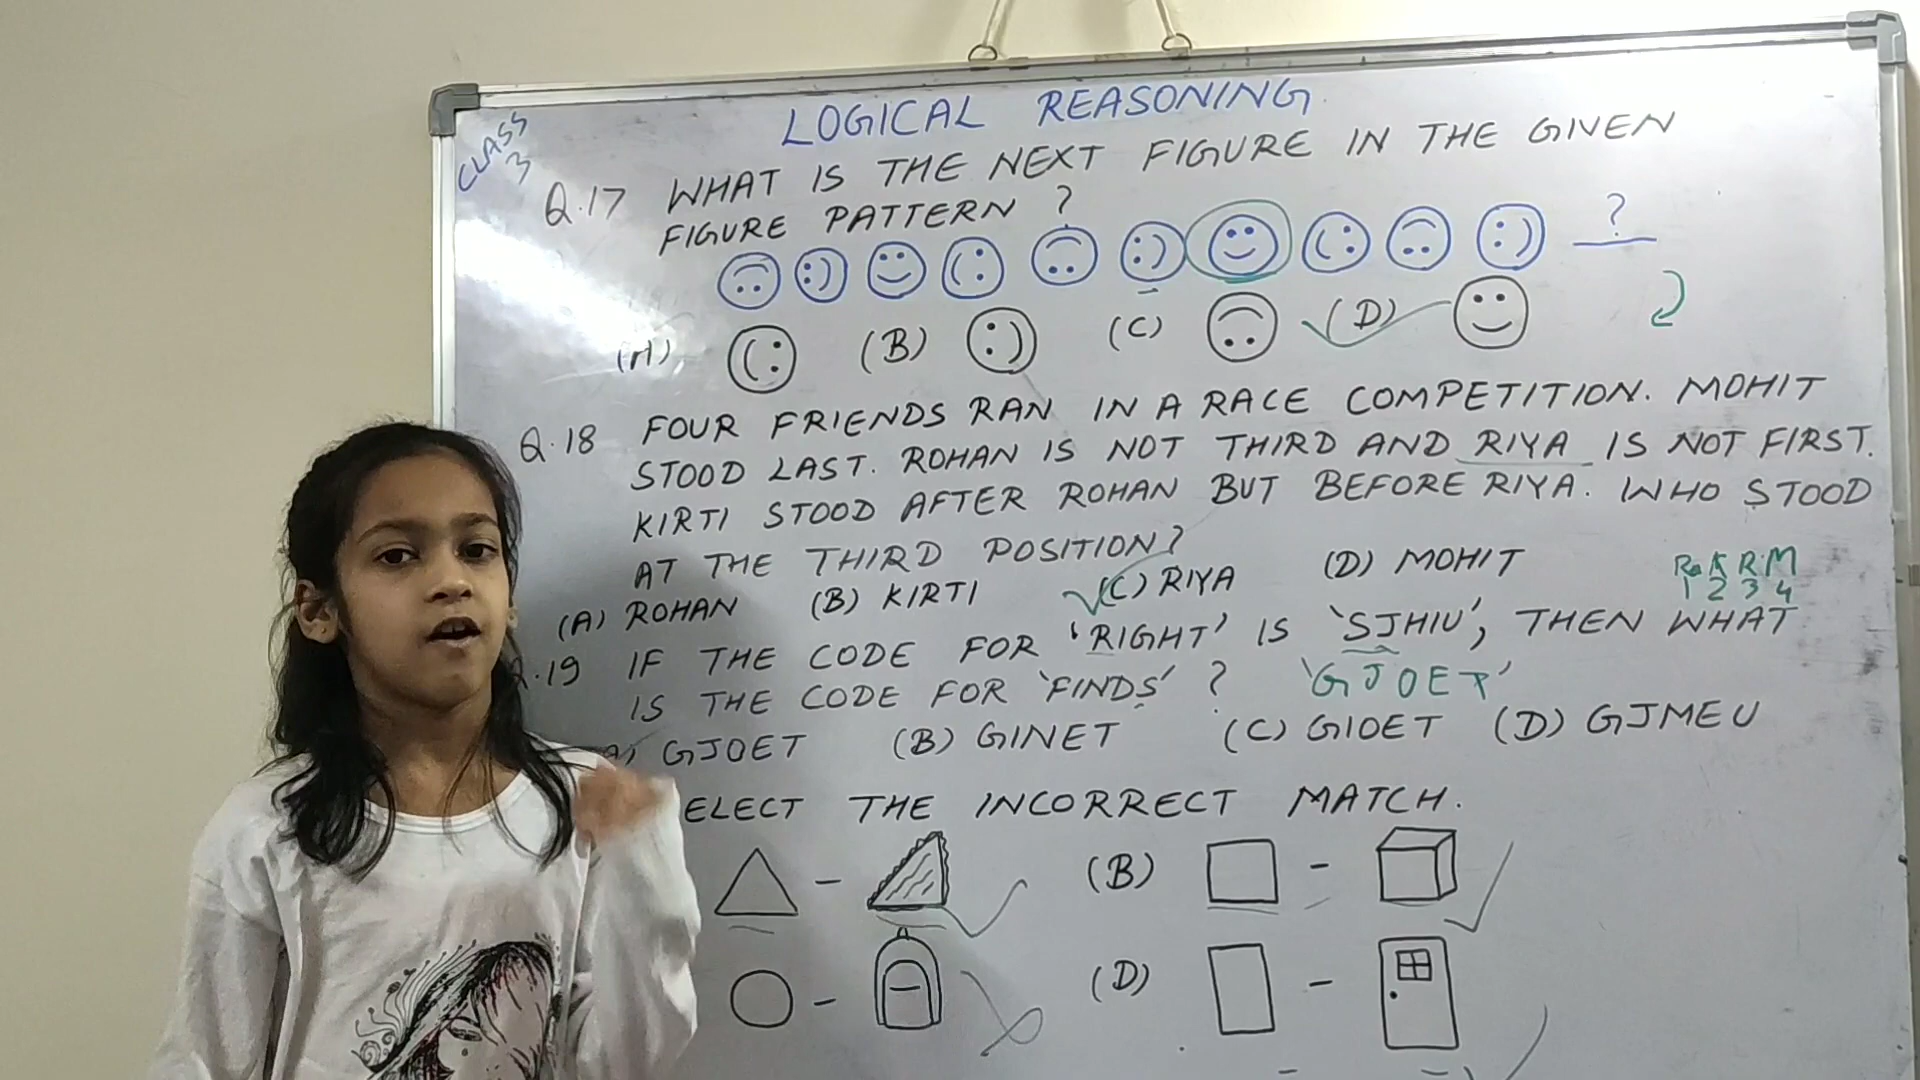 CLASS 3
LOGICAL REASONING
Q.17 WHAT IS THE NEXT FIGURE IN THE GIVEN
FIGURE PATTERN ?
?
(A) (B) (C) (D)
Q.18 FOUR FRIENDS RAN IN A RACE COMPETITION. MOHIT
STOOD LAST. ROHAN IS NOT THIRD AND RIYA IS NOT FIRST.
KIRTI STOOD AFTER ROHAN BUT BEFORE RIYA. WHO STOOD
AT THE THIRD POSITION?
(A) ROHAN (B) KIRTI (C) RIYA (D) MOHIT
Ro K Ri M
1 2 3 4
Q.19 IF THE CODE FOR 'RIGHT' IS 'SJHIU', THEN WHAT
IS THE CODE FOR 'FINDS' ? 'GJOET'
A) GJOET (B) GINET (C) GIOET (D) GJMEU
ELECT THE INCORRECT MATCH.
(B)
(D)